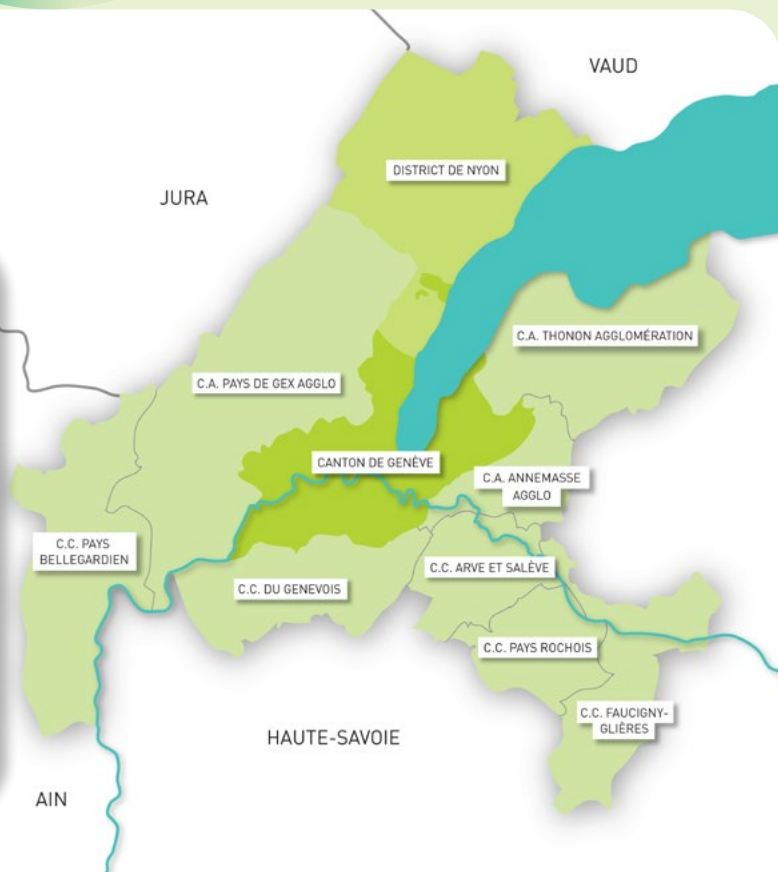 VAUD
DISTRICT DE NYON
JURA
C.A. THONON AGGLOMÉRATION
C.A. PAYS DE GEX AGGLO
CANTON DE GENÈVE
C.A. ANNEMASSE
AGGLO
C.C. PAYS
BELLEGARDIEN
C.C. ARVE ET SALÈVE
C.C. DU GENEVOIS
C.C. PAYS ROCHOIS
C.C. FAUCIGNY-
GLIÈRES
HAUTE-SAVOIE
AIN